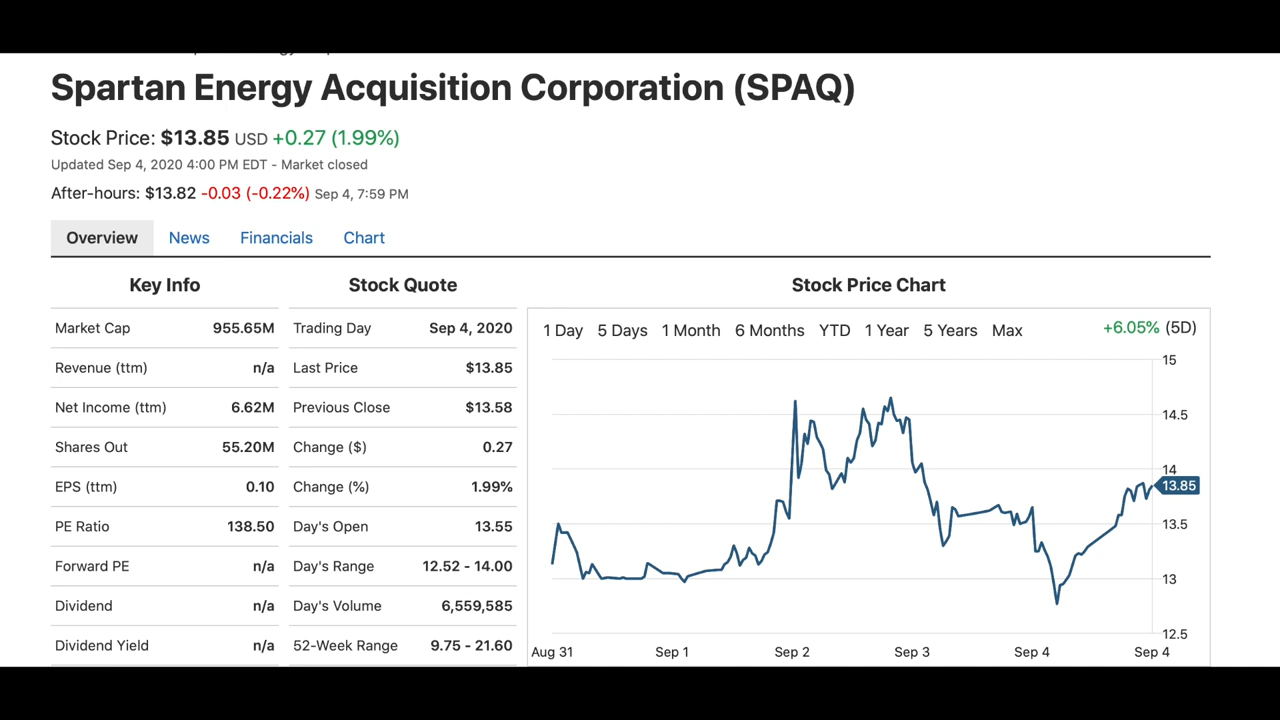 Spartan Energy Acquisition Corporation (SPAQ)
Stock Price: $13.85 USD +0.27 (1.99%)
Updated Sep 4, 2020 4:00 PM EDT - Market closed
After-hours: $13.82 -0.03 (-0.22%) Sep 4, 7:59 PM
Overview News Financials Chart
Key Info
Market Cap 955.65M
Revenue (ttm) n/a
Net Income (ttm) 6.62M
Shares Out 55.20M
EPS (ttm) 0.10
PE Ratio 138.50
Forward PE n/a
Dividend n/a
Dividend Yield n/a
Stock Quote
Trading Day Sep 4, 2020
Last Price $13.85
Previous Close $13.58
Change ($) 0.27
Change (%) 1.99%
Day's Open 13.55
Day's Range 12.52 - 14.00
Day's Volume 6,559,585
52-Week Range 9.75 - 21.60
Stock Price Chart
1 Day 5 Days 1 Month 6 Months YTD 1 Year 5 Years Max +6.05% (5D)
15
14.5
14
13.85
13.5
13
12.5
Aug 31 Sep 1 Sep 2 Sep 3 Sep 4 Sep 4